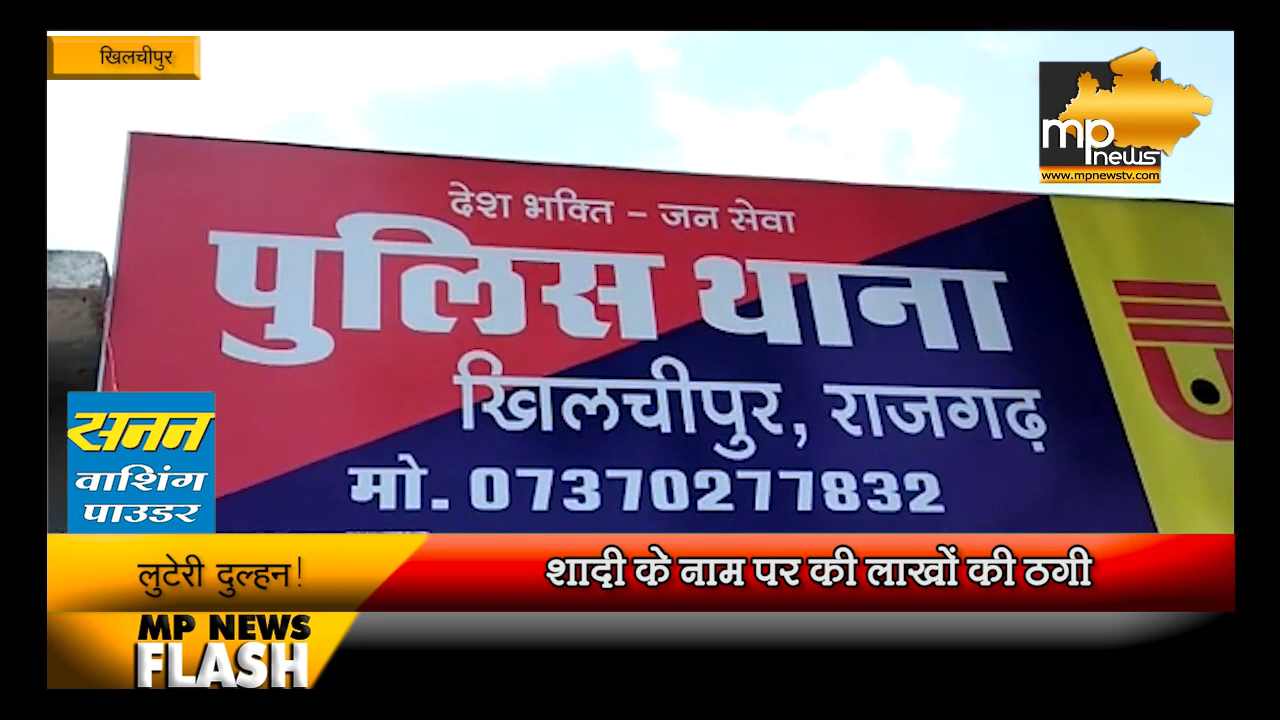 खिलचीपुर
mp news
www.mpnewstv.com
देश भक्ति - जन सेवा
पुलिस थाना
खिलचीपुर, राजगढ़
मो. 07370277832
सनन
वाशिंग
पाउडर
लुटेरी दुल्हन!
शादी के नाम पर की लाखों की ठगी
MP NEWS
FLASH